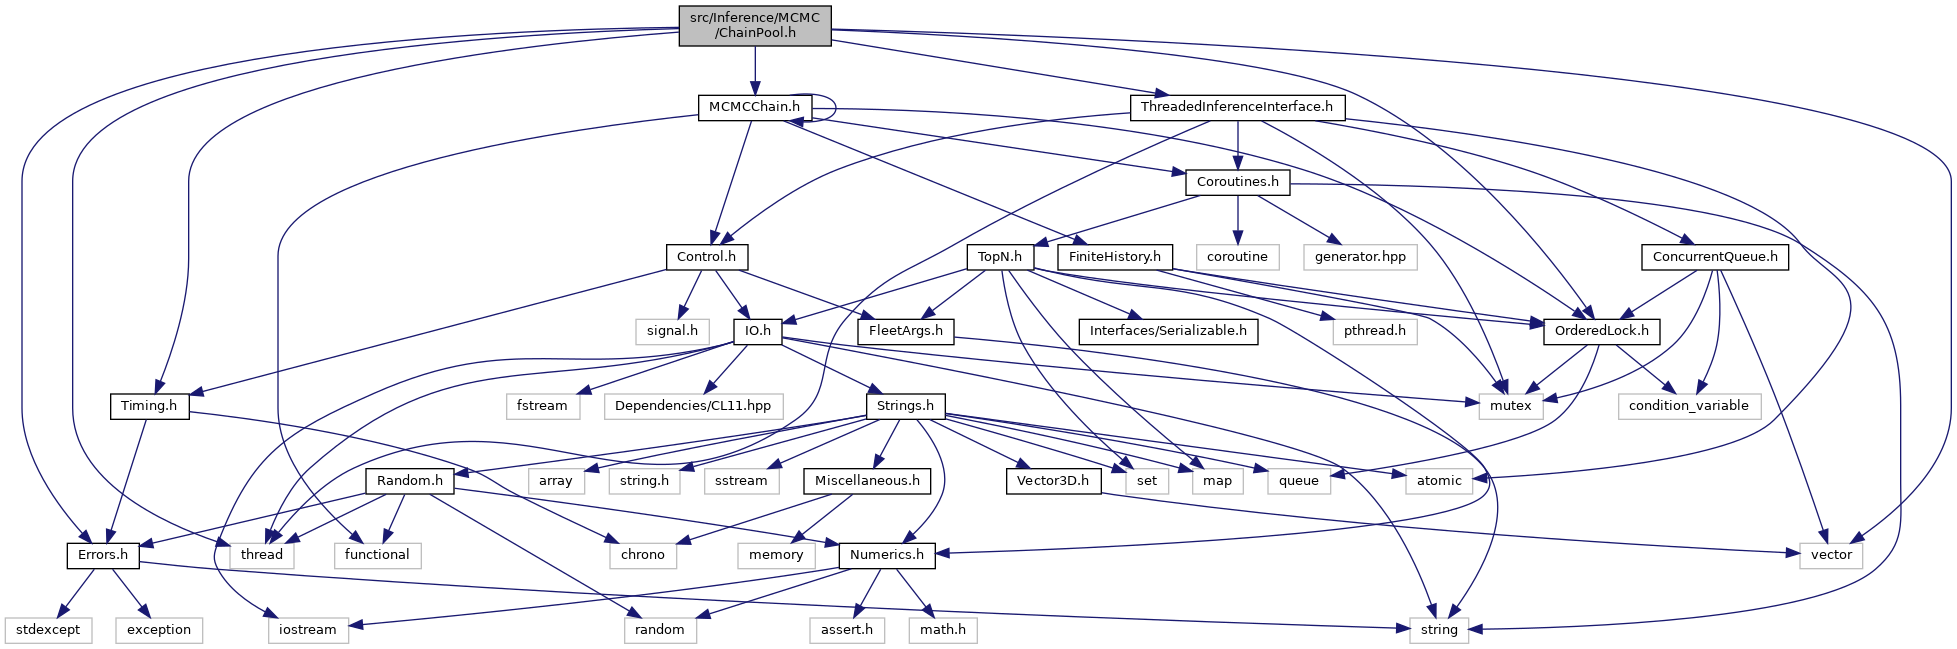 src/Inference/MCMC
/ChainPool.h
MCMCChain.h
ThreadedInferenceInterface.h
Coroutines.h
Control.h
TopN.h
FiniteHistory.h
coroutine
generator.hpp
ConcurrentQueue.h
signal.h
IO.h
FleetArgs.h
Interfaces/Serializable.h
pthread.h
OrderedLock.h
Timing.h
fstream
Dependencies/CL11.hpp
Strings.h
mutex
condition_variable
Random.h
array
string.h
sstream
Miscellaneous.h
Vector3D.h
set
map
queue
atomic
Errors.h
thread
functional
chrono
memory
Numerics.h
vector
stdexcept
exception
iostream
random
assert.h
math.h
string